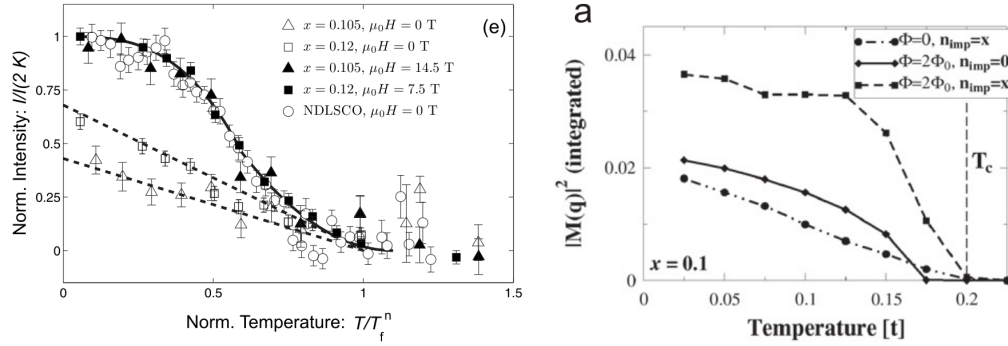 (e)
△ x = 0.105, μ₀H = 0 T
□ x = 0.12, μ₀H = 0 T
▲ x = 0.105, μ₀H = 14.5 T
■ x = 0.12, μ₀H = 7.5 T
○ NDLSCO, μ₀H = 0 T
Norm. Intensity: I/I(2 K)
1
0.75
0.5
0.25
0
0
0.5
1
1.5
Norm. Temperature: T/T_f^n
a
Φ=0, n_imp=x
Φ=2Φ₀, n_imp=0
Φ=2Φ₀, n_imp=x
|M(q)|² (integrated)
0.04
0.02
0
T_c
x = 0.1
0
0.05
0.1
0.15
0.2
Temperature [t]